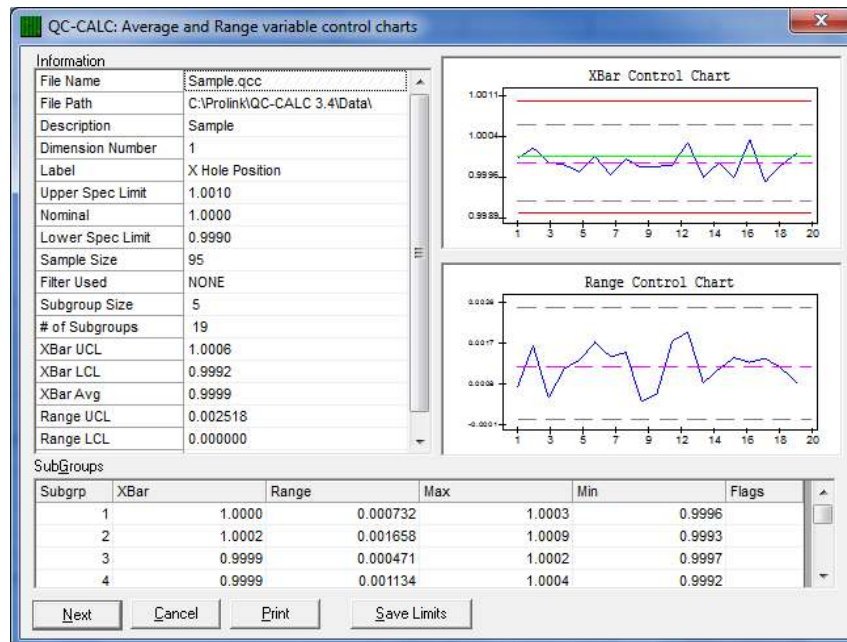 QC-CALC: Average and Range variable control charts
Information
File Name Sample.qcc
File Path C:\Prolink\QC-CALC 3.4\Data\
Description Sample
Dimension Number 1
Label X Hole Position
Upper Spec Limit 1.0010
Nominal 1.0000
Lower Spec Limit 0.9990
Sample Size 95
Filter Used NONE
Subgroup Size 5
# of Subgroups 19
XBar UCL 1.0006
XBar LCL 0.9992
XBar Avg 0.9999
Range UCL 0.002518
Range LCL 0.000000
XBar Control Chart
1.0011
1.0004
0.9996
0.9989
1 3 5 7 9 12 14 16 18 20
Range Control Chart
0.0026
0.0017
0.0008
-0.0001
1 3 5 7 9 12 14 16 18 20
SubGroups
Subgrp XBar Range Max Min Flags
1 1.0000 0.000732 1.0003 0.9996
2 1.0002 0.001658 1.0009 0.9993
3 0.9999 0.000471 1.0002 0.9997
4 0.9999 0.001134 1.0004 0.9992
Next Cancel Print Save Limits